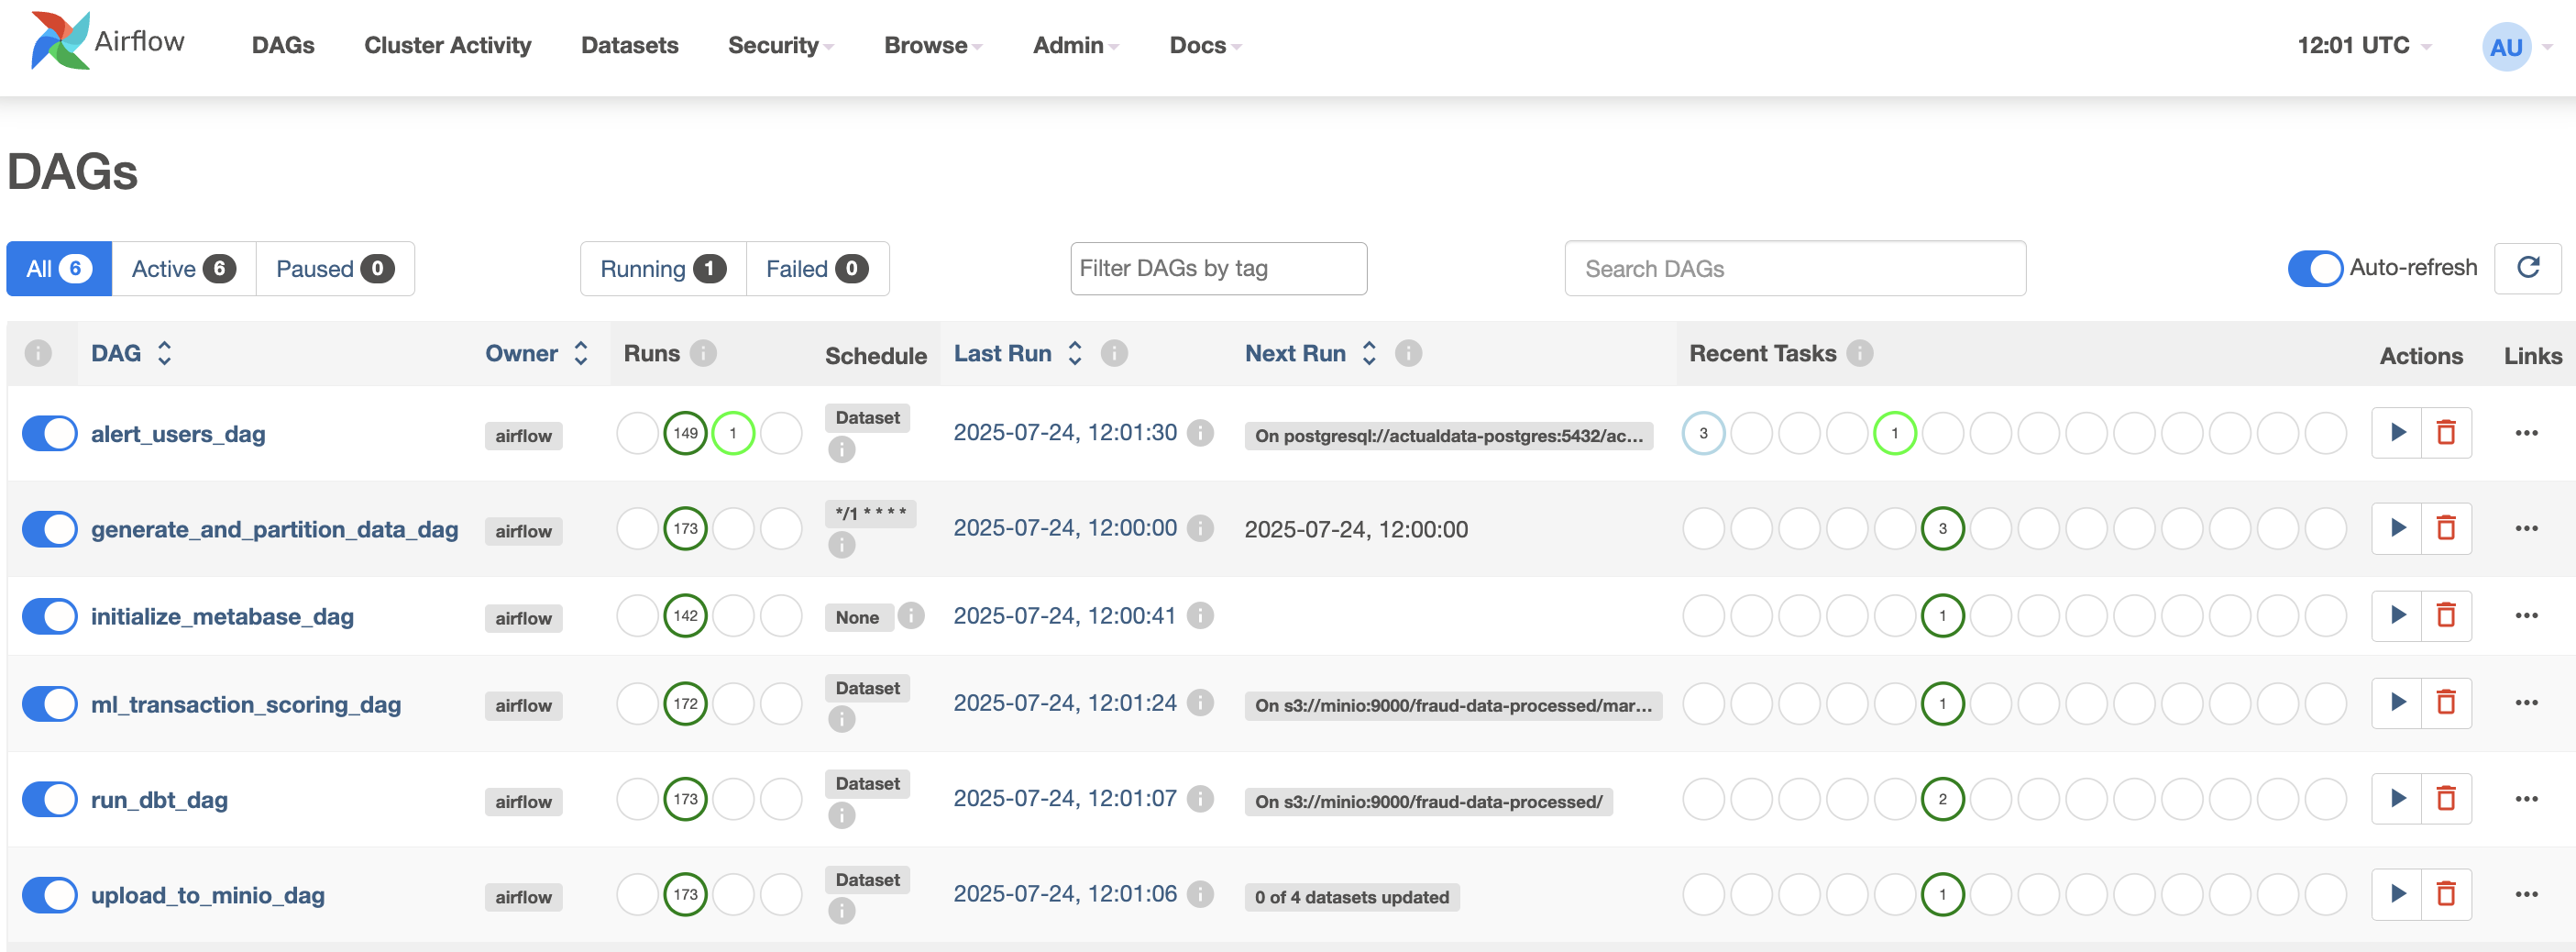 Airflow DAGs Cluster Activity Datasets Security Browse Admin Docs 12:01 UTC AU
DAGs
All 6 Active 6 Paused 0 Running 1 Failed 0 Filter DAGs by tag Search DAGs Auto-refresh
i DAG Owner Runs i Schedule Last Run i Next Run i Recent Tasks i Actions Links
alert_users_dag airflow 149 1 Dataset i 2025-07-24, 12:01:30 i On postgresql://actualdata-postgres:5432/ac... 3 1
generate_and_partition_data_dag airflow 173 */1 * * * * i 2025-07-24, 12:00:00 i 2025-07-24, 12:00:00 3
initialize_metabase_dag airflow 142 None i 2025-07-24, 12:00:41 i 1
ml_transaction_scoring_dag airflow 172 Dataset i 2025-07-24, 12:01:24 i On s3://minio:9000/fraud-data-processed/mar... 1
run_dbt_dag airflow 173 Dataset i 2025-07-24, 12:01:07 i On s3://minio:9000/fraud-data-processed/ 2
upload_to_minio_dag airflow 173 Dataset i 2025-07-24, 12:01:06 i 0 of 4 datasets updated 1